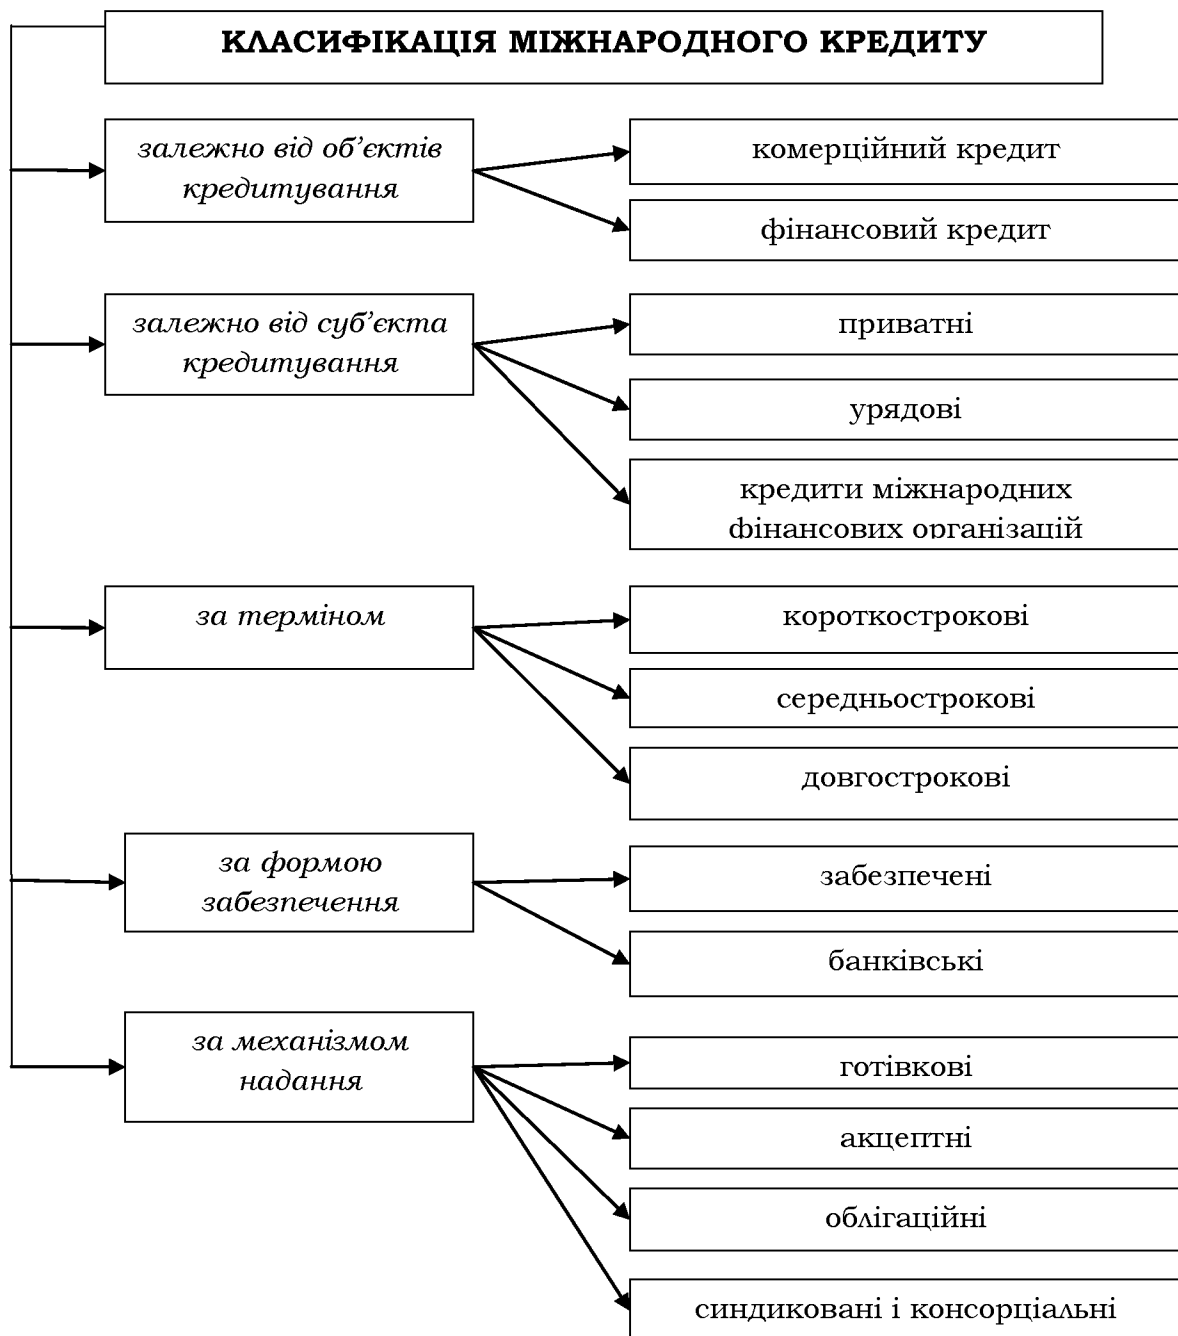 КЛАСИФІКАЦІЯ МІЖНАРОДНОГО КРЕДИТУ
залежно від об’єктів
кредитування
комерційний кредит
фінансовий кредит
залежно від суб’єкта
кредитування
приватні
урядові
кредити міжнародних
фінансових організацій
за терміном
короткострокові
середньострокові
довгострокові
за формою
забезпечення
забезпечені
банківські
за механізмом
надання
готівкові
акцептні
облігаційні
синдиковані і консорціальні